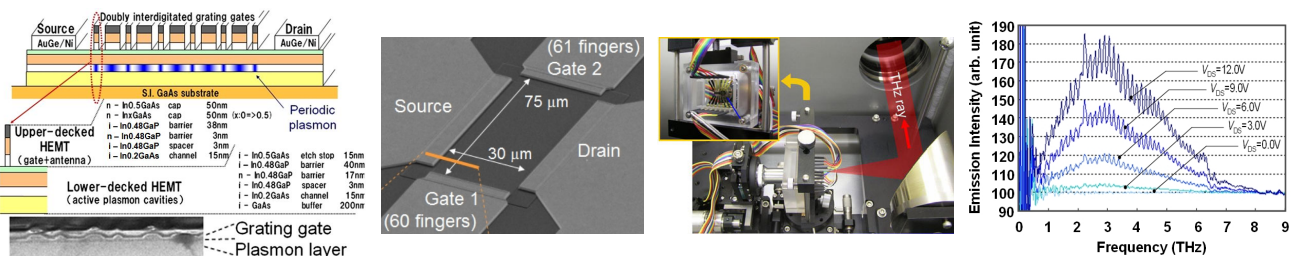 Doubly interdigitated grating gates
Source
AuGe/Ni
Drain
AuGe/Ni
S.I. GaAs substrate
Periodic
plasmon
n - In0.5GaAs cap 50nm
n - InxGaAs cap 50nm (x:0=>0.5)
i - In0.48GaP barrier 38nm
n - In0.48GaP barrier 3nm
i - In0.48GaP spacer 3nm
i - In0.2GaAs channel 15nm
Upper-decked
HEMT
(gate+antenna)
i - In0.5GaAs etch stop 15nm
i - In0.48GaP barrier 40nm
n - In0.48GaP barrier 17nm
i - In0.48GaP spacer 3nm
i - In0.2GaAs channel 15nm
i - GaAs buffer 200nm
Lower-decked HEMT
(active plasmon cavities)
Grating gate
Plasmon layer
(61 fingers)
Gate 2
Source
75 µm
30 µm
Drain
Gate 1
(60 fingers)
THz ray
Emission Intensity (arb. unit)
190
180
170
160
150
140
130
120
110
100
90
VDS=12.0V
VDS=9.0V
VDS=6.0V
VDS=3.0V
VDS=0.0V
0 1 2 3 4 5 6 7 8 9
Frequency (THz)